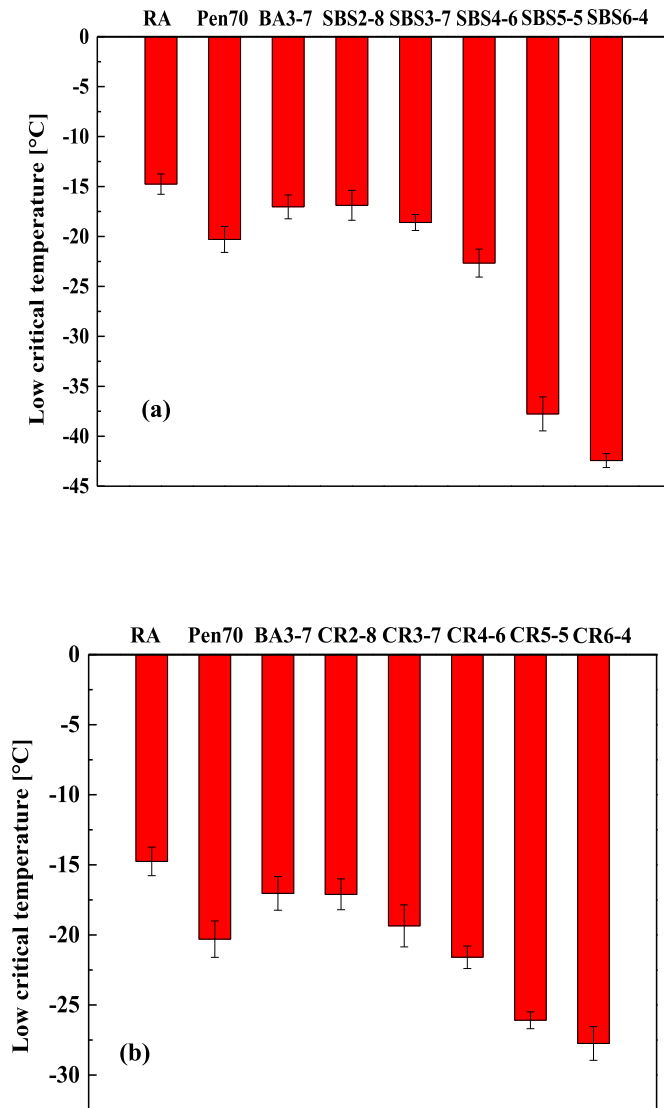 RA Pen70 BA3-7 SBS2-8 SBS3-7 SBS4-6 SBS5-5 SBS6-4
0
-5
-10
-15
-20
-25
-30
-35
-40
-45
Low critical temperature [°C]
(a)
RA Pen70 BA3-7 CR2-8 CR3-7 CR4-6 CR5-5 CR6-4
0
-5
-10
-15
-20
-25
-30
Low critical temperature [°C]
(b)